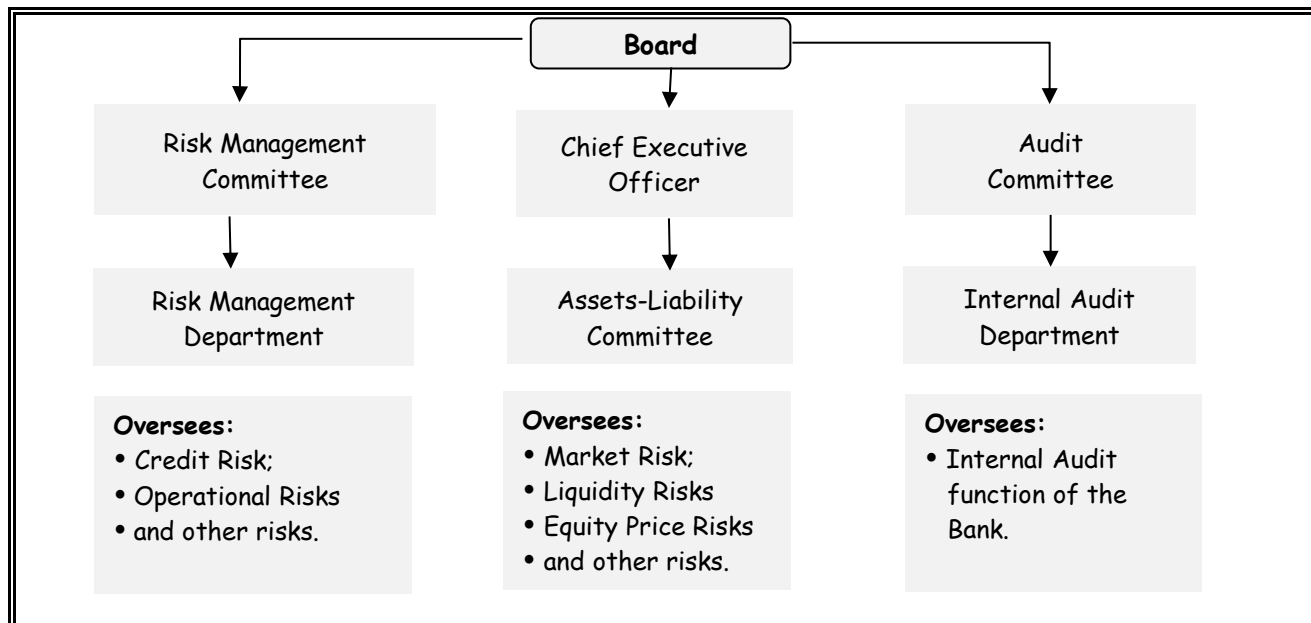 Board
Risk Management
Committee
Chief Executive
Officer
Audit
Committee
Risk Management
Department
Assets-Liability
Committee
Internal Audit
Department
Oversees:
• Credit Risk;
• Operational Risks
• and other risks.
Oversees:
• Market Risk;
• Liquidity Risks
• Equity Price Risks
• and other risks.
Oversees:
• Internal Audit
function of the
Bank.